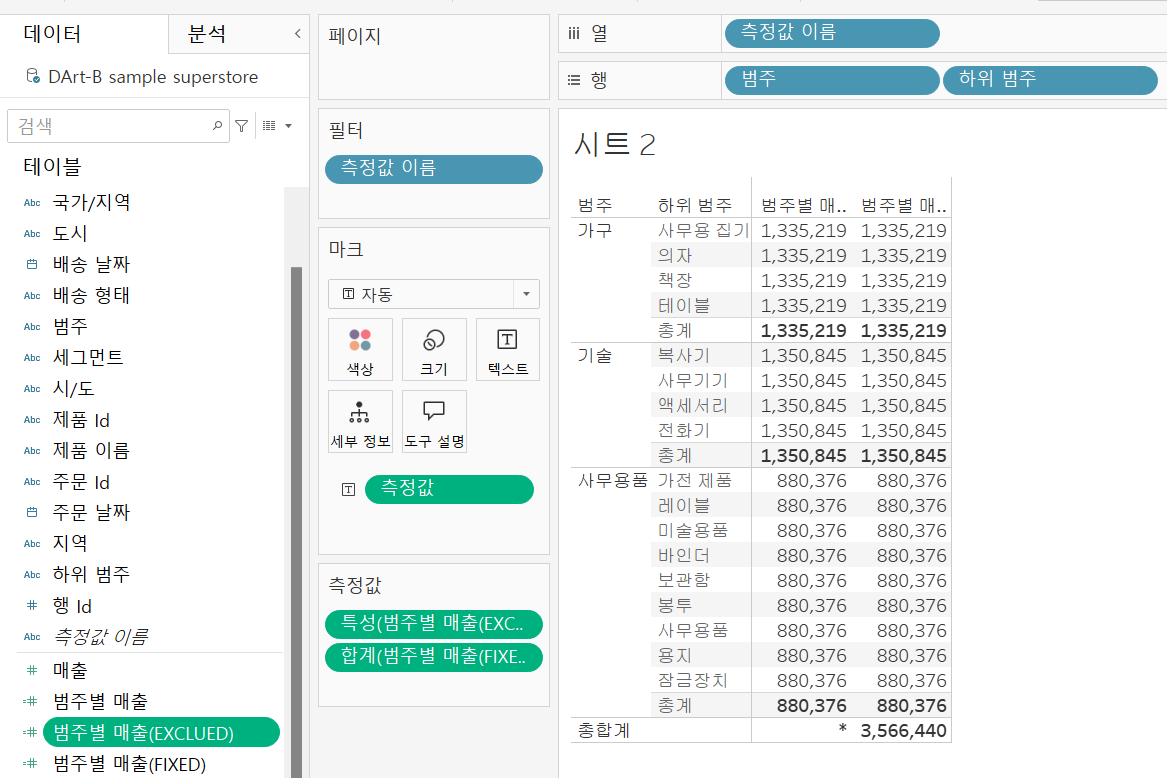 데이터
분석
DArt-B sample superstore
검색
테이블
Abc 국가/지역
Abc 도시
배송 날짜
Abc 배송 형태
Abc 범주
Abc 세그먼트
Abc 시/도
Abc 제품 Id
Abc 제품 이름
Abc 주문 Id
주문 날짜
Abc 지역
Abc 하위 범주
# 행 Id
Abc 측정값 이름
# 매출
=# 범주별 매출
=# 범주별 매출(EXCLUED)
=# 범주별 매출(FIXED)
페이지
필터
측정값 이름
마크
자동
색상
크기
텍스트
세부 정보
도구 설명
측정값
측정값
특성(범주별 매출(EXC..
합계(범주별 매출(FIXE..
열
측정값 이름
행
범주
하위 범주
시트 2
범주 하위 범주 범주별 매.. 범주별 매..
가구 사무용 집기 1,335,219 1,335,219
의자 1,335,219 1,335,219
책장 1,335,219 1,335,219
테이블 1,335,219 1,335,219
총계 1,335,219 1,335,219
기술 복사기 1,350,845 1,350,845
사무기기 1,350,845 1,350,845
액세서리 1,350,845 1,350,845
전화기 1,350,845 1,350,845
총계 1,350,845 1,350,845
사무용품 가전 제품 880,376 880,376
레이블 880,376 880,376
미술용품 880,376 880,376
바인더 880,376 880,376
보관함 880,376 880,376
봉투 880,376 880,376
사무용품 880,376 880,376
용지 880,376 880,376
잠금장치 880,376 880,376
총계 880,376 880,376
총합계 * 3,566,440